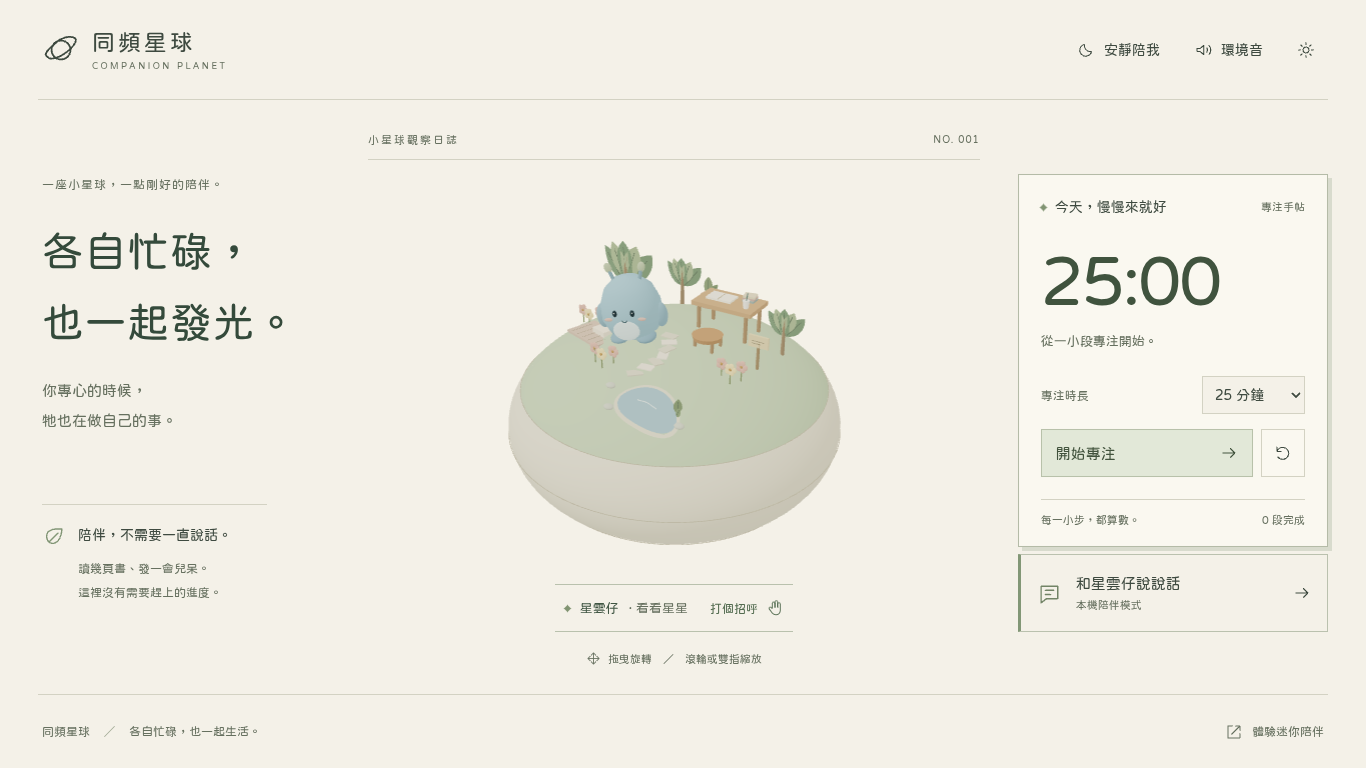 同頻星球
COMPANION PLANET
安靜陪我
環境音
小星球觀察日誌
NO. 001
一座小星球，一點剛好的陪伴。
各自忙碌，
也一起發光。
你專心的時候，
牠也在做自己的事。
陪伴，不需要一直說話。
讀幾頁書、發一會兒呆。
這裡沒有需要趕上的進度。
星雲仔 · 看看星星
打個招呼
拖曳旋轉 ／ 滾輪或雙指縮放
今天，慢慢來就好
專注手帖
25:00
從一小段專注開始。
專注時長
25 分鐘
開始專注
每一小步，都算數。
0 段完成
和星雲仔說說話
本機陪伴模式
同頻星球 ／ 各自忙碌，也一起生活。
體驗迷你陪伴